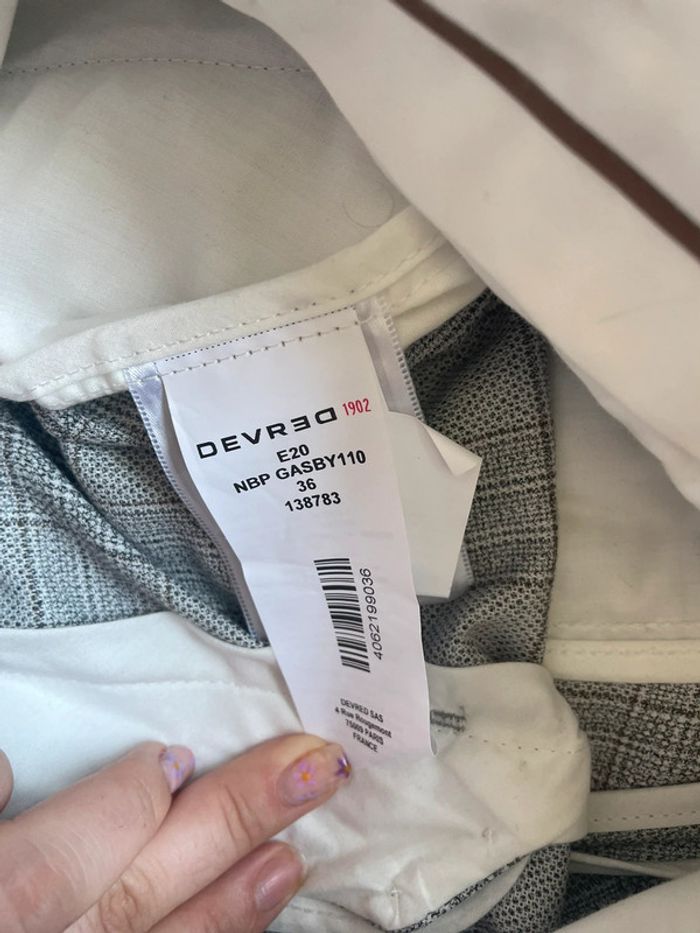 DEVRED 1902
E20
NBP GASBY110
36
138783
4062199036
DEVRED SAS
4 Rue Rougemont
75009 PARIS
FRANCE